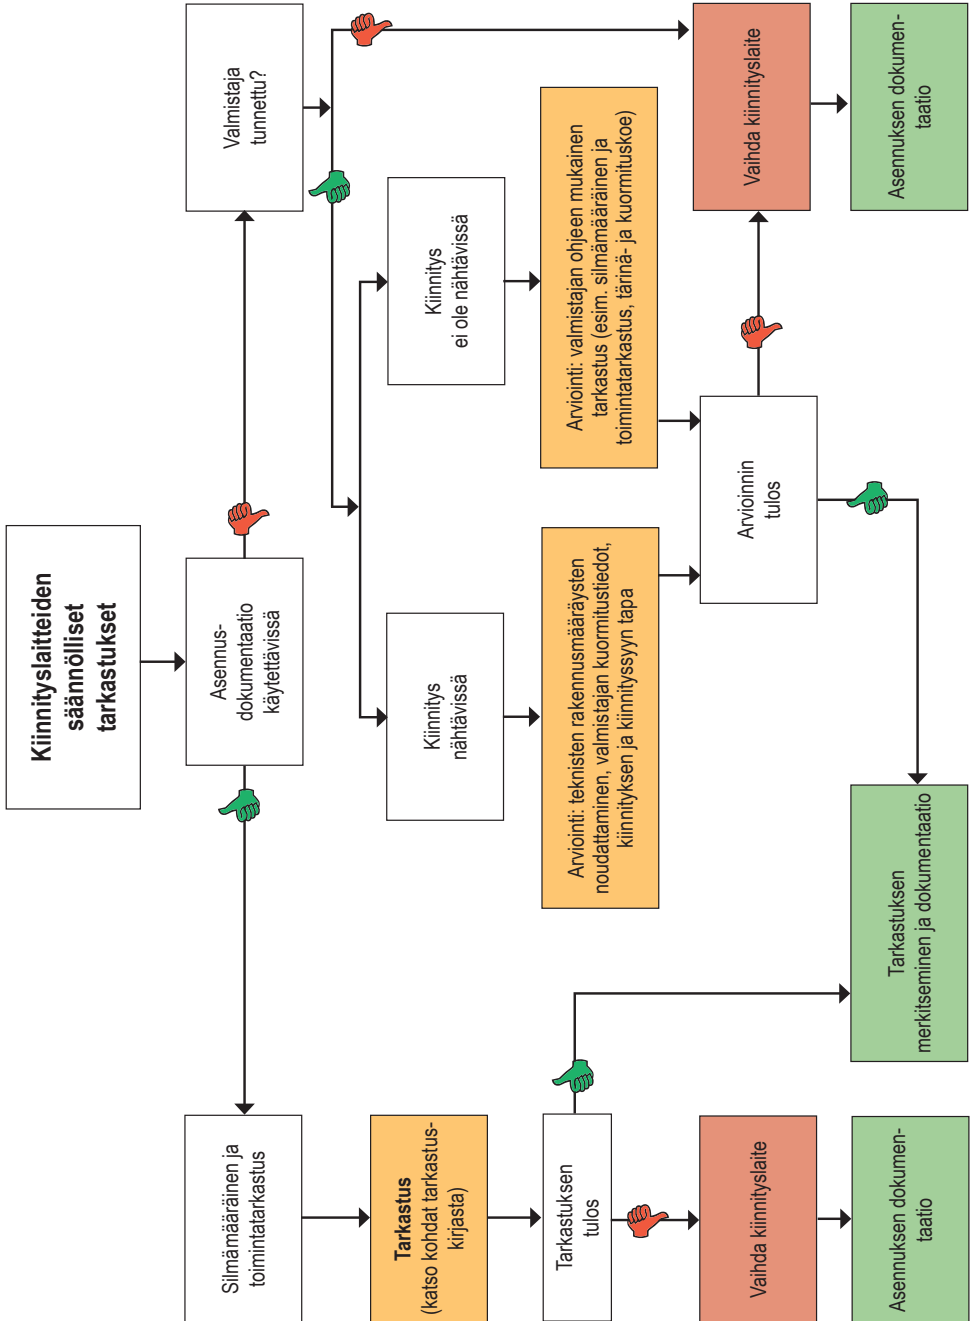 Kiinnityslaitteiden
säännölliset
tarkastukset
Asennus-
dokumentaatio
käytettävissä
Silmämääräinen ja
toimintatarkastus
Tarkastus
(katso kohdat tarkastus-
kirjasta)
Tarkastuksen
tulos
Vaihda kiinnityslaite
Asennuksen dokumen-
taatio
Valmistaja
tunnettu?
Kiinnitys
nähtävissä
Kiinnitys
ei ole nähtävissä
Arviointi: teknisten rakennusmääräysten
noudattaminen, valmistajan kuormitustiedot,
kiinnityksen ja kiinnityssyyn tapa
Arviointi: valmistajan ohjeen mukainen
tarkastus (esim. silmämääräinen ja
toimintatarkastus, tärinä- ja kuormituskoe)
Arvioinnin
tulos
Tarkastuksen
merkitseminen ja dokumentaatio
Vaihda kiinnityslaite
Asennuksen dokumen-
taatio